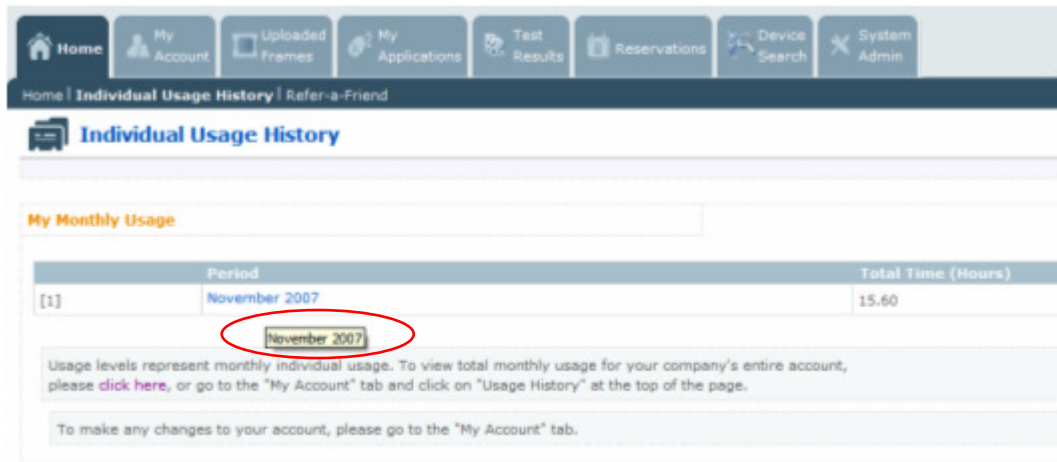 Home
My Account
Uploaded Frames
My Applications
Test Results
Reservations
Device Search
System Admin
Home | Individual Usage History | Refer-a-Friend
Individual Usage History
My Monthly Usage
Period Total Time (Hours)
[1] November 2007 15.60
November 2007
Usage levels represent monthly individual usage. To view total monthly usage for your company's entire account,
please click here, or go to the "My Account" tab and click on "Usage History" at the top of the page.
To make any changes to your account, please go to the "My Account" tab.